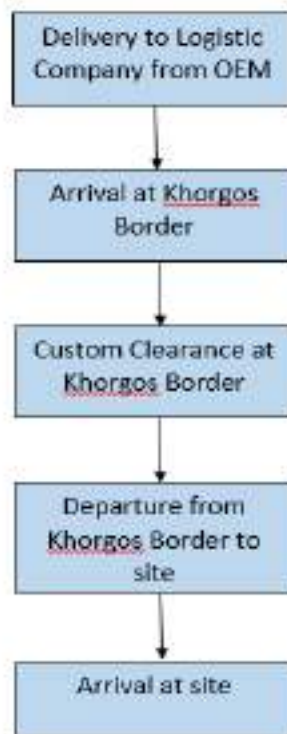 Delivery to Logistic
Company from OEM
Arrival at Khorgos
Border
Custom Clearance at
Khorgos Border
Departure from
Khorgos Border to
site
Arrival at site